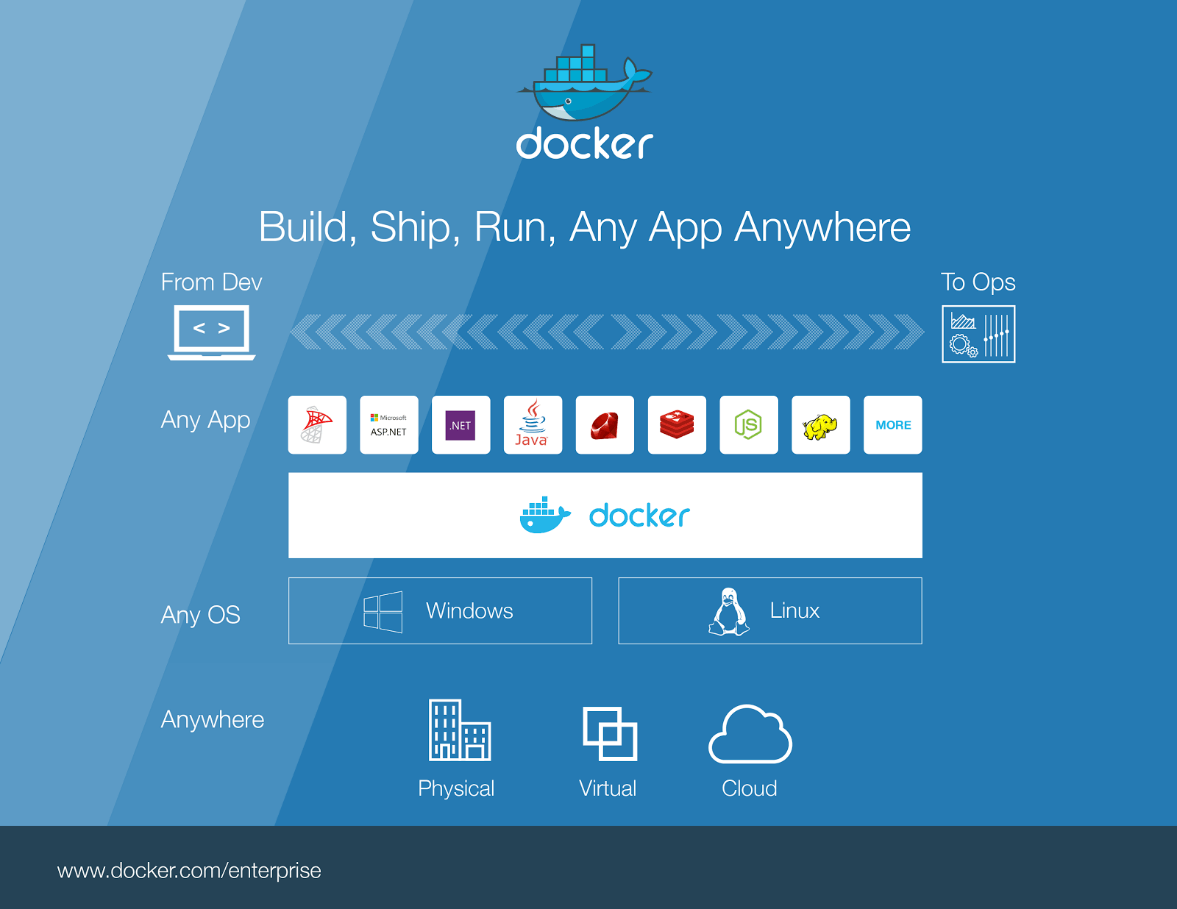 docker
Build, Ship, Run, Any App Anywhere
From Dev
To Ops
< >
Any App
Microsoft
ASP.NET
.NET
Java
JS
MORE
docker
Any OS
Windows
Linux
Anywhere
Physical
Virtual
Cloud
www.docker.com/enterprise